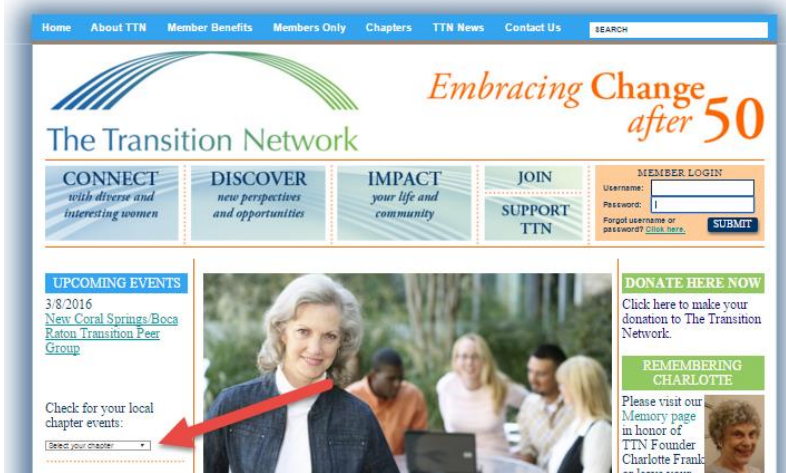 Home About TTN Member Benefits Members Only Chapters TTN News Contact Us SEARCH
Embracing Change
after 50
The Transition Network
CONNECT
with diverse and
interesting women
DISCOVER
new perspectives
and opportunities
IMPACT
your life and
community
JOIN
SUPPORT
TTN
MEMBER LOGIN
Username:
Password:
Forgot username or
password? Click here.
SUBMIT
UPCOMING EVENTS
3/8/2016
New Coral Springs/Boca
Raton Transition Peer
Group
Check for your local
chapter events:
Select your chapter
DONATE HERE NOW
Click here to make your
donation to The Transition
Network.
REMEMBERING
CHARLOTTE
Please visit our
Memory page
in honor of
TTN Founder
Charlotte Frank
or leave your